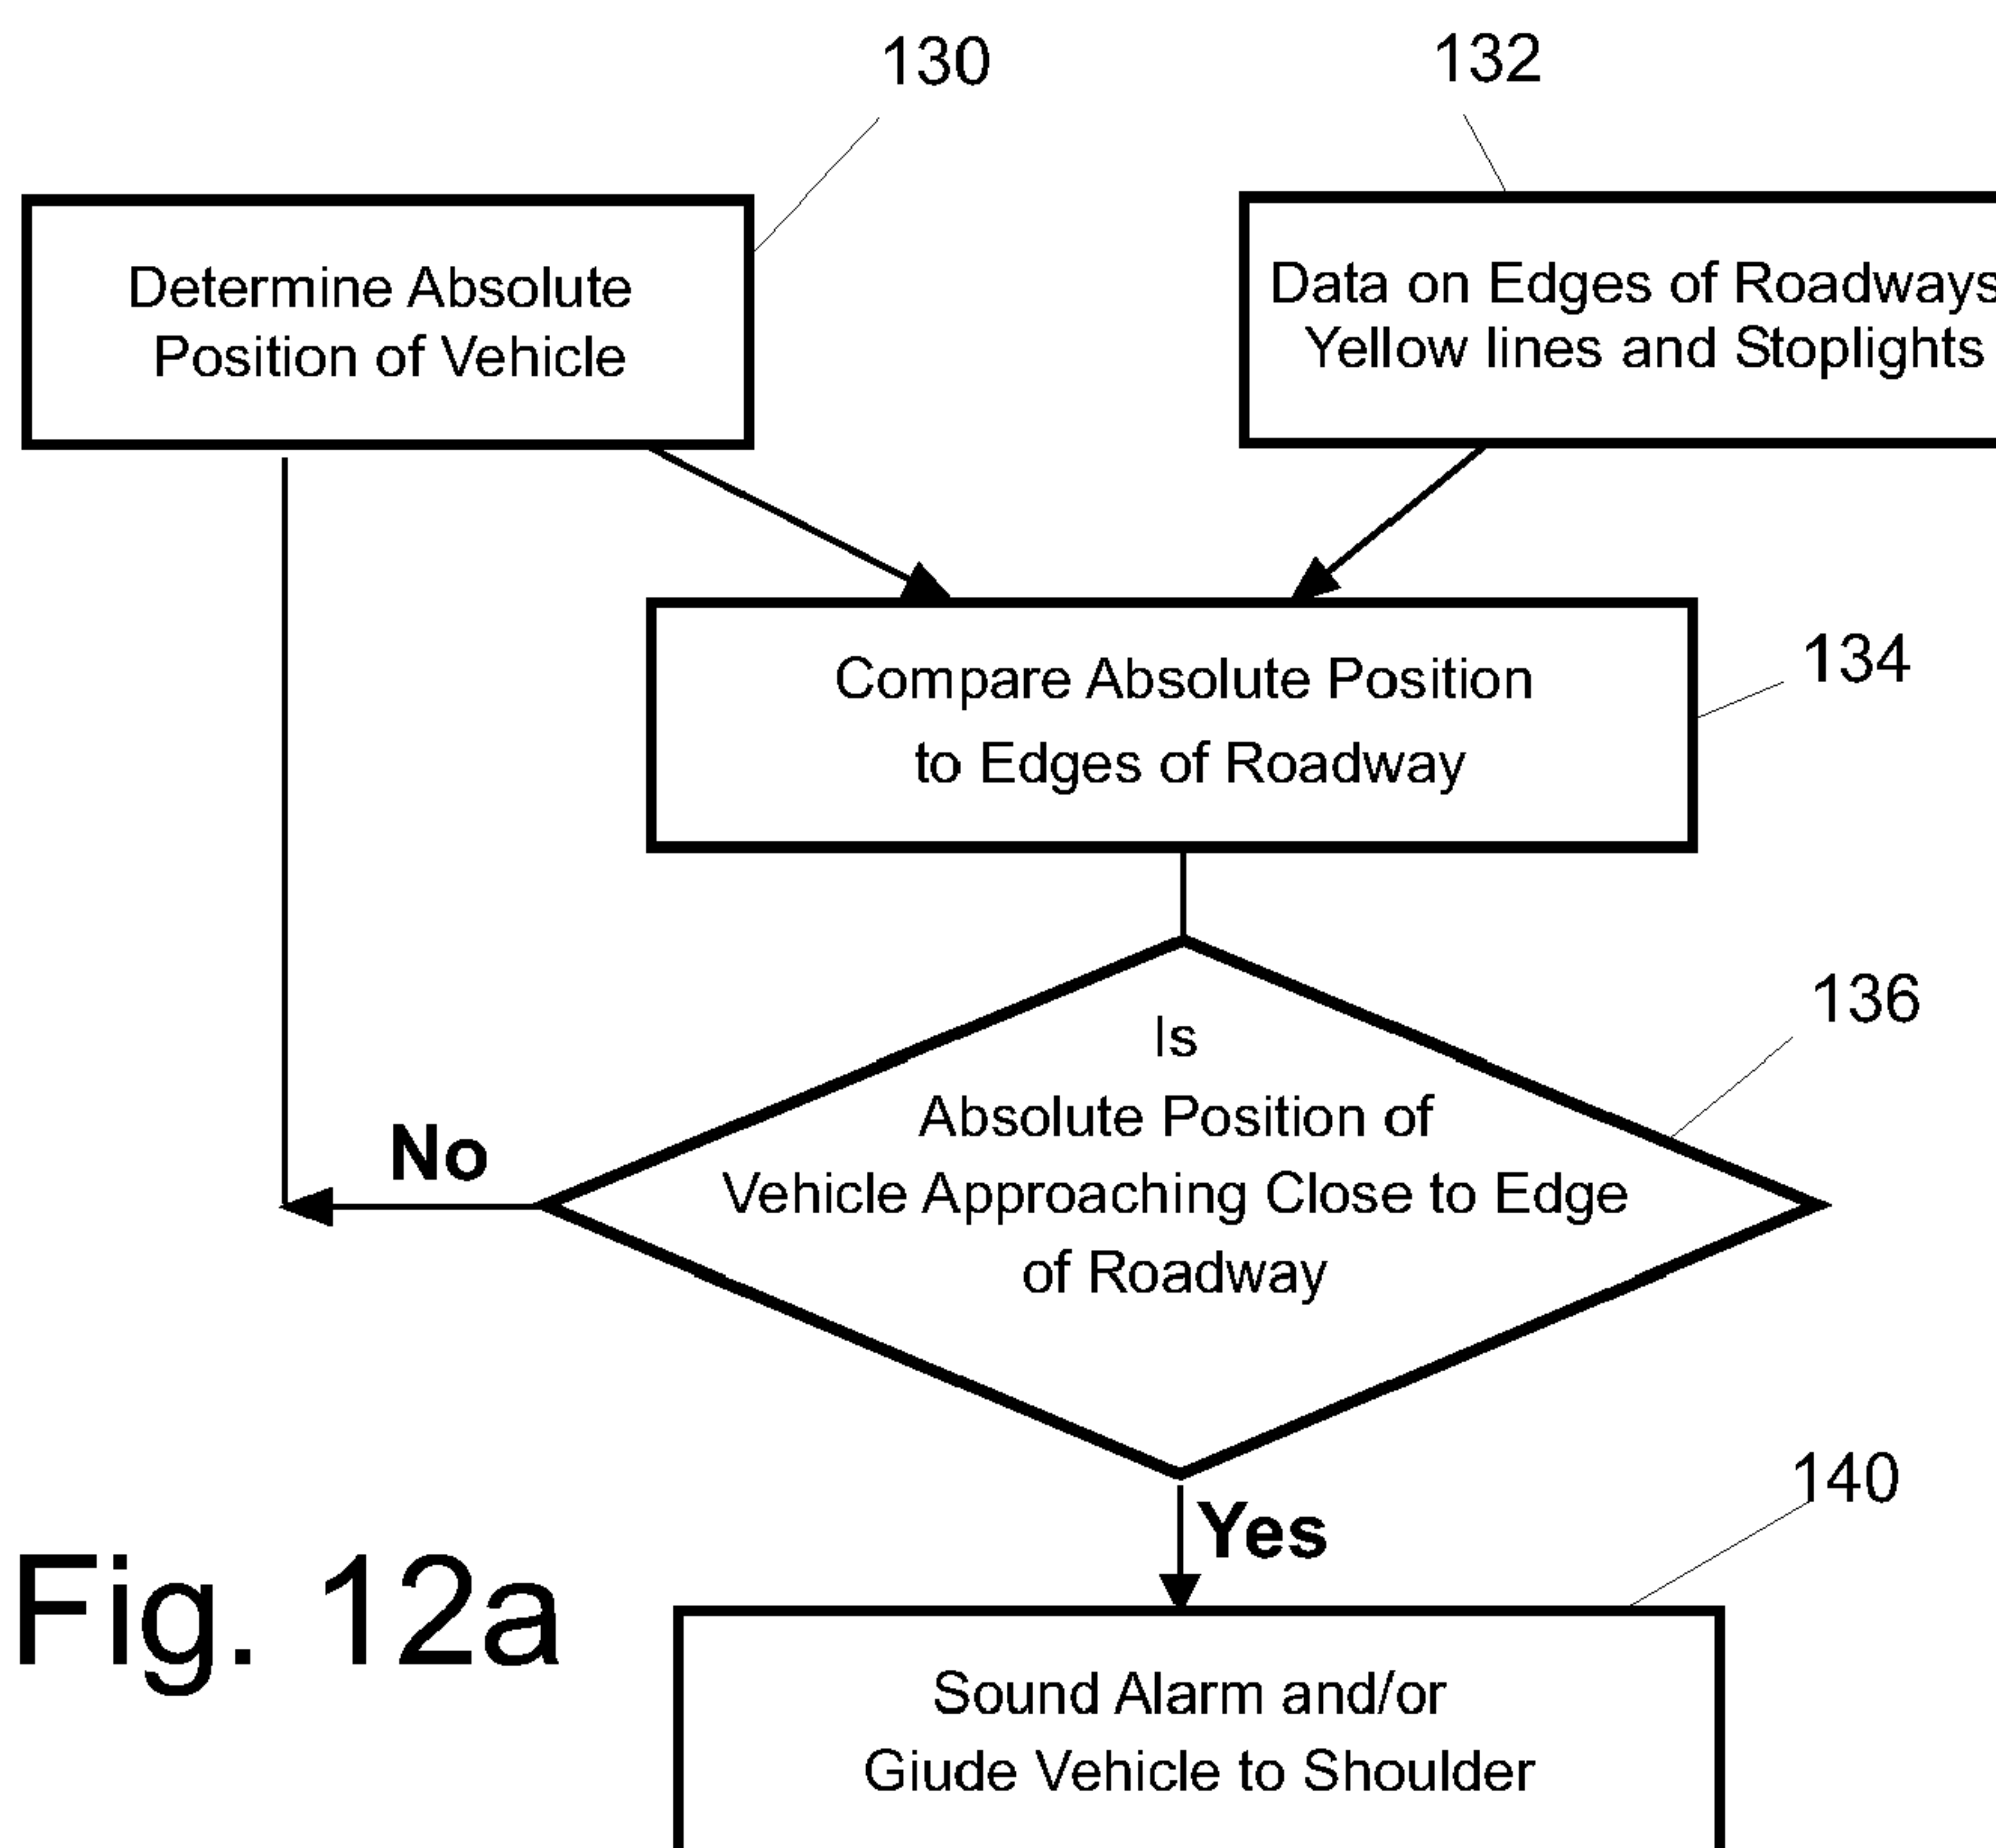 130
132
Determine Absolute
Position of Vehicle
Data on Edges of Roadways
Yellow lines and Stoplights
Compare Absolute Position
to Edges of Roadway
134
136
Is
Absolute Position of
Vehicle Approaching Close to Edge
of Roadway
No
Yes
140
Fig. 12a
Sound Alarm and/or
Giude Vehicle to Shoulder